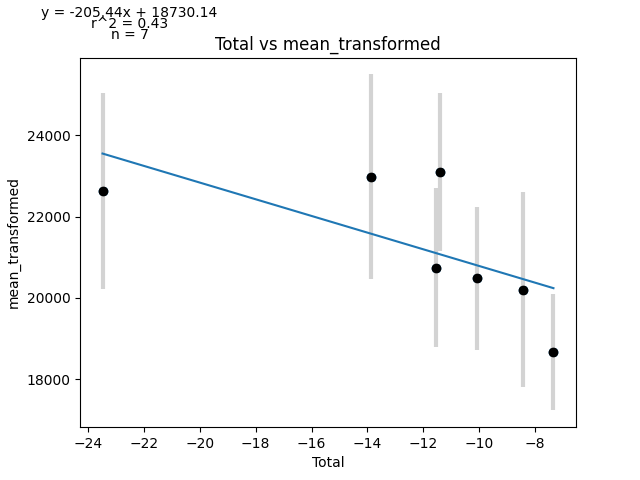 y = -205.44x + 18730.14
r^2 = 0.43
n = 7
Total vs mean_transformed
mean_transformed
24000
22000
20000
18000
−24 −22 −20 −18 −16 −14 −12 −10 −8
Total